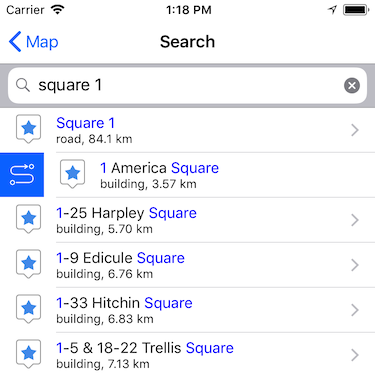 Carrier 1:18 PM
Map Search
square 1
Square 1
road, 84.1 km
1 America Square
building, 3.57 km
1-25 Harpley Square
building, 5.70 km
1-9 Edicule Square
building, 6.76 km
1-33 Hitchin Square
building, 6.83 km
1-5 & 18-22 Trellis Square
building, 7.13 km